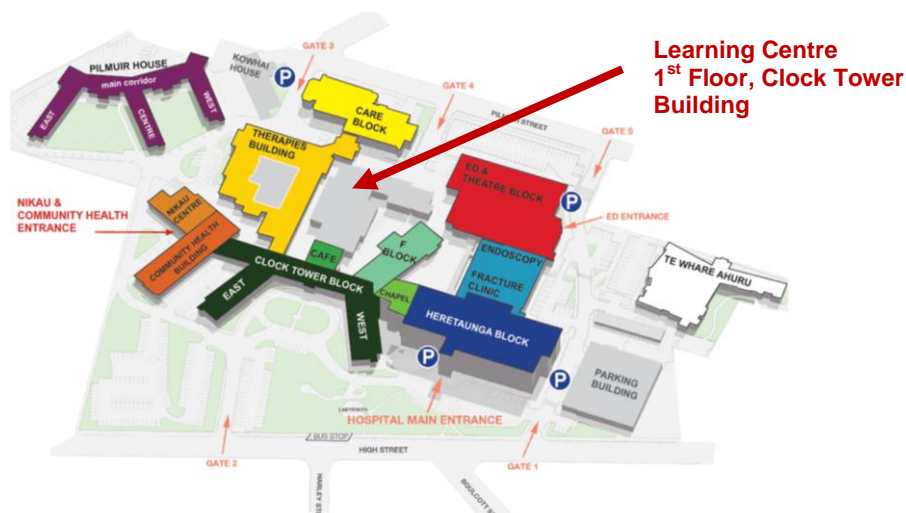 GATE 3
KOWHAI
HOUSE
PILMUIR HOUSE
main corridor
EAST
CENTRE
WEST
P
CARE
BLOCK
GATE 4
Learning Centre
1st Floor, Clock Tower
Building
PILMUIR STREET
GATE 5
THERAPIES
BUILDING
ED &
THEATRE BLOCK
P
ED ENTRANCE
NIKAU &
COMMUNITY HEALTH
ENTRANCE
NIKAU
CENTRE
COMMUNITY HEALTH
BUILDING
CAFE
F
BLOCK
ENDOSCOPY
FRACTURE
CLINIC
TE WHARE AHURU
CLOCK TOWER BLOCK
EAST
WEST
CHAPEL
HERETAUNGA BLOCK
P
P
PARKING
BUILDING
LABYRINTH
HOSPITAL MAIN ENTRANCE
BUS STOP
HIGH STREET
GATE 2
GATE 1